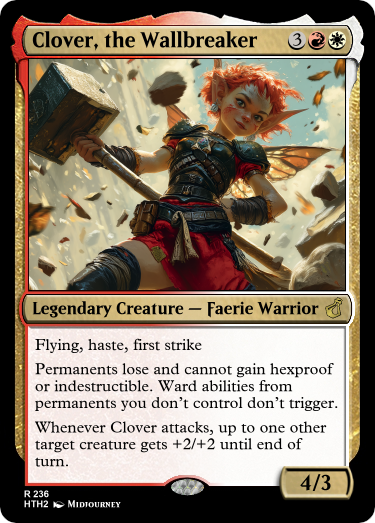 Clover, the Wallbreaker 3
Legendary Creature — Faerie Warrior
Flying, haste, first strike
Permanents lose and cannot gain hexproof
or indestructible. Ward abilities from
permanents you don't control don't trigger.
Whenever Clover attacks, up to one other
target creature gets +2/+2 until end of
turn.
4/3
R 236
HTH2 Midjourney